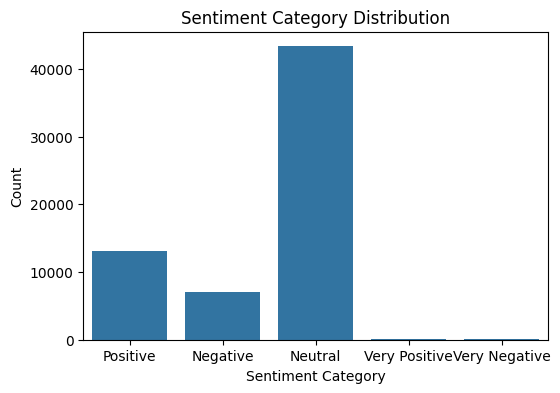 Sentiment Category Distribution
40000
30000
20000
10000
0
Count
Positive Negative Neutral Very Positive Very Negative
Sentiment Category